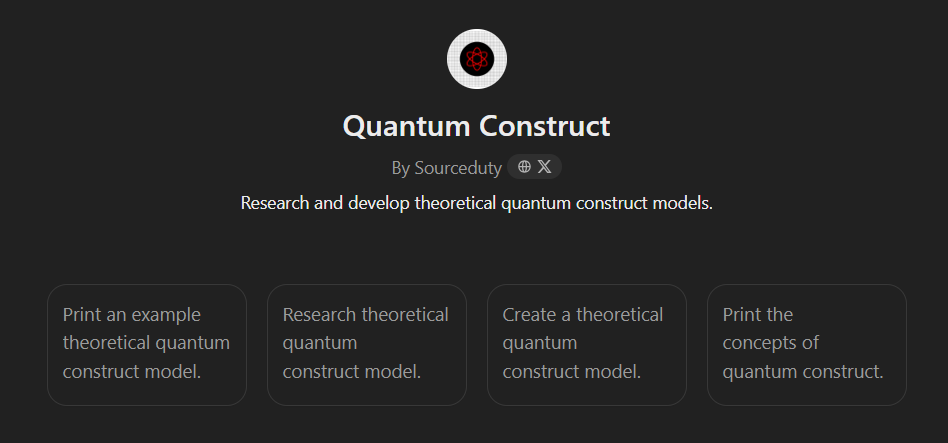 Quantum Construct
By Sourceduty
Research and develop theoretical quantum construct models.
Print an example
theoretical quantum
construct model.
Research theoretical
quantum
construct model.
Create a theoretical
quantum
construct model.
Print the
concepts of
quantum construct.